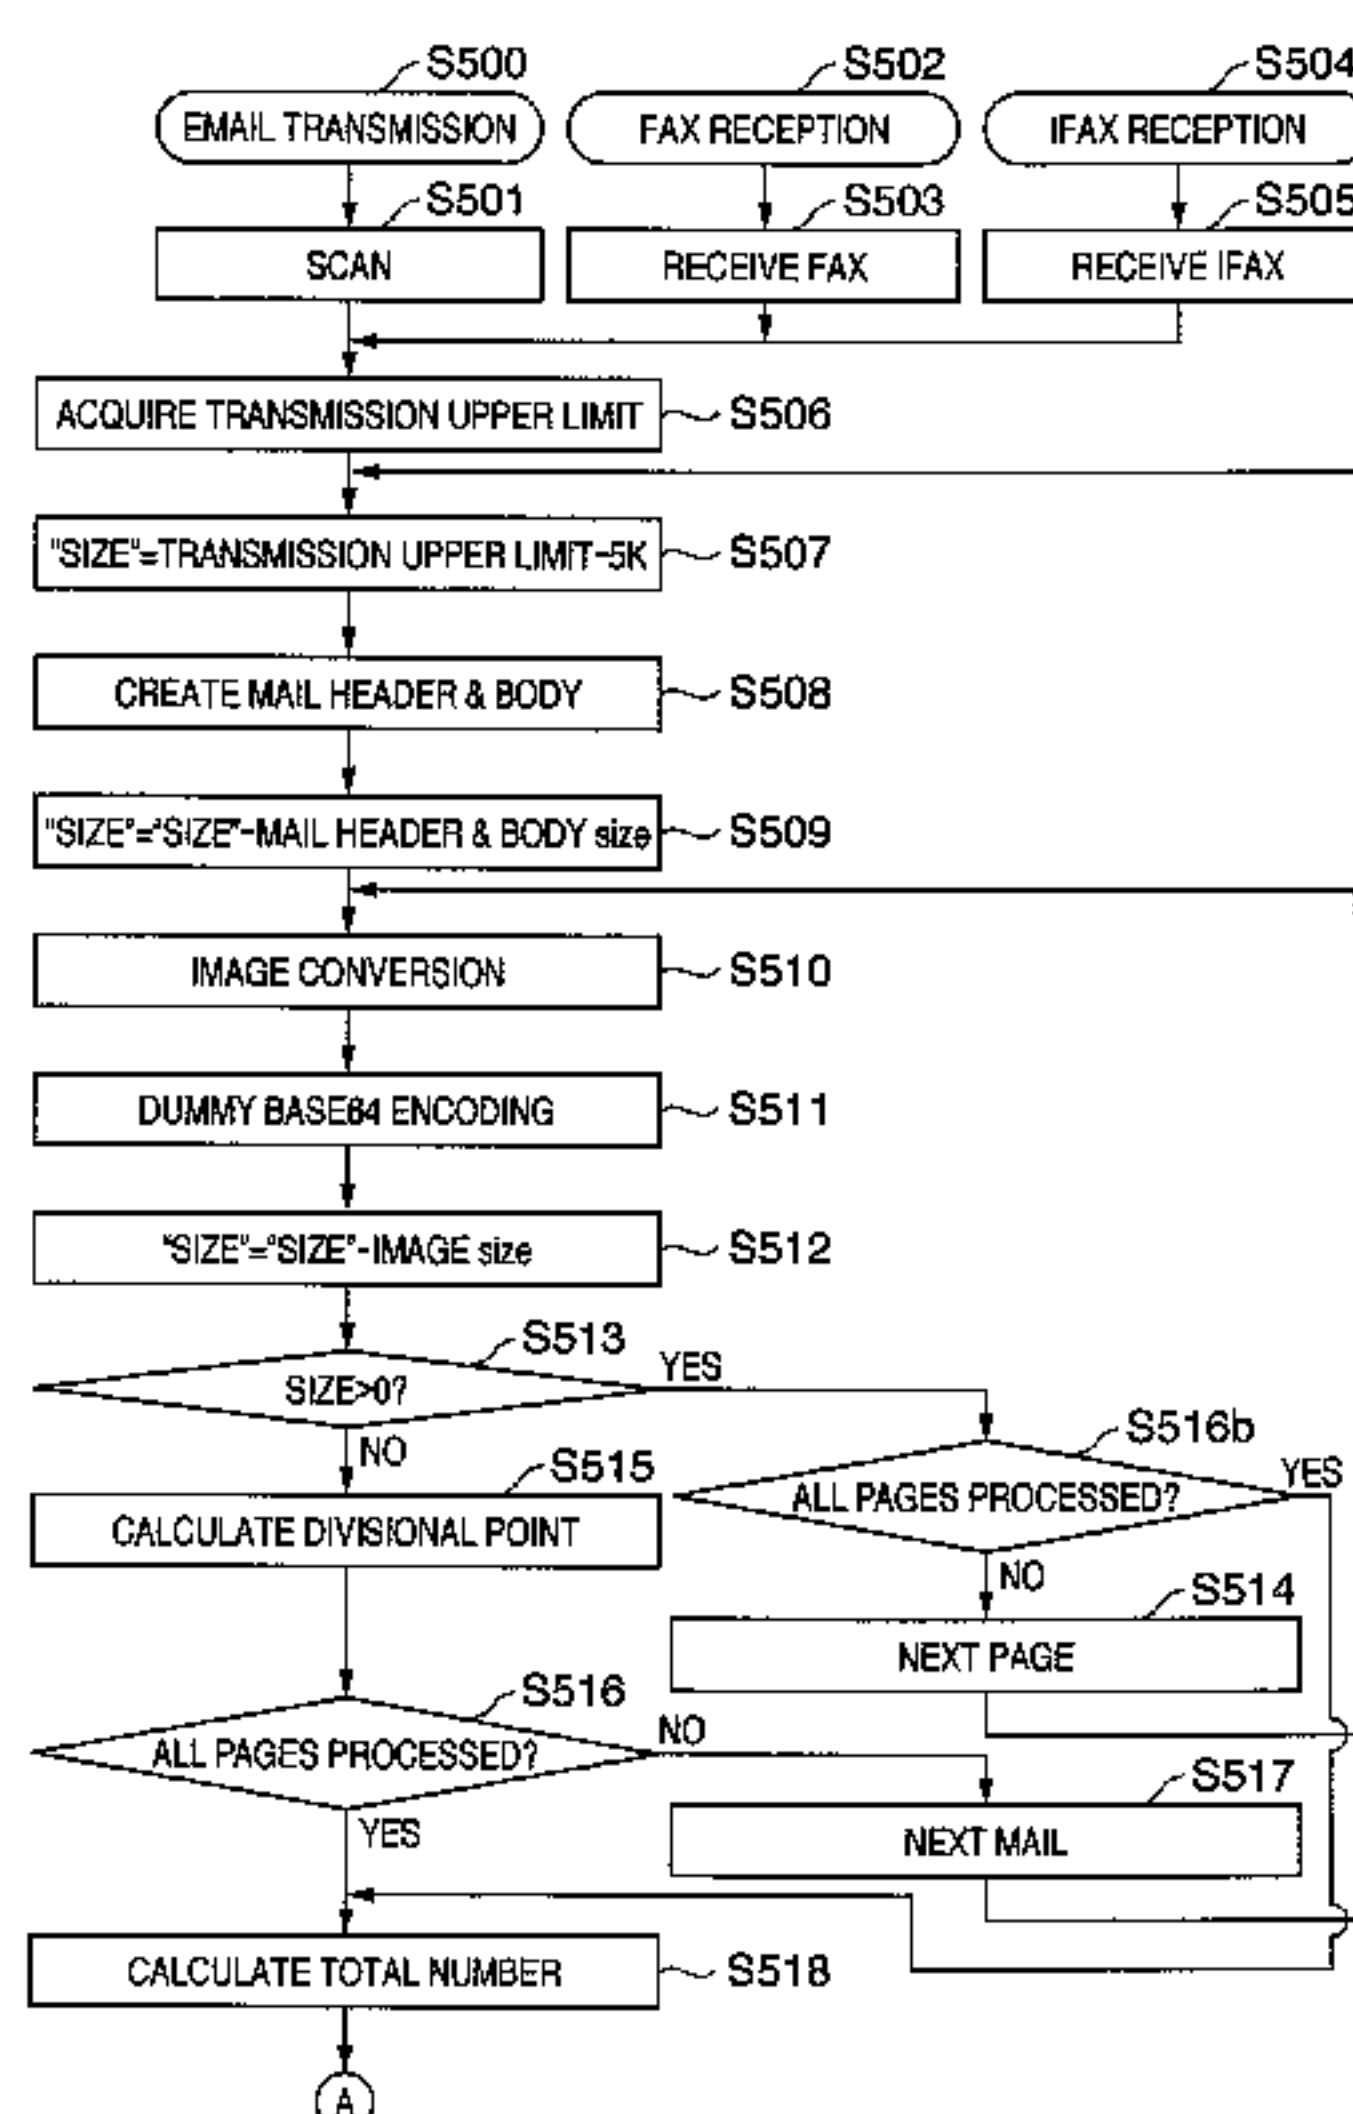 S500
S502
S504
EMAIL TRANSMISSION
FAX RECEPTION
IFAX RECEPTION
S501
S503
S505
SCAN
RECEIVE FAX
RECEIVE IFAX
ACQUIRE TRANSMISSION UPPER LIMIT
S506
"SIZE"=TRANSMISSION UPPER LIMIT-5K
S507
CREATE MAIL HEADER & BODY
S508
"SIZE"="SIZE"-MAIL HEADER & BODY size
S509
IMAGE CONVERSION
S510
DUMMY BASE64 ENCODING
S511
"SIZE"="SIZE"-IMAGE size
S512
S513
SIZE>0?
YES
NO
S516b
ALL PAGES PROCESSED?
YES
NO
S515
CALCULATE DIVISIONAL POINT
S514
NEXT PAGE
S516
ALL PAGES PROCESSED?
NO
YES
S517
NEXT MAIL
CALCULATE TOTAL NUMBER
S518
A